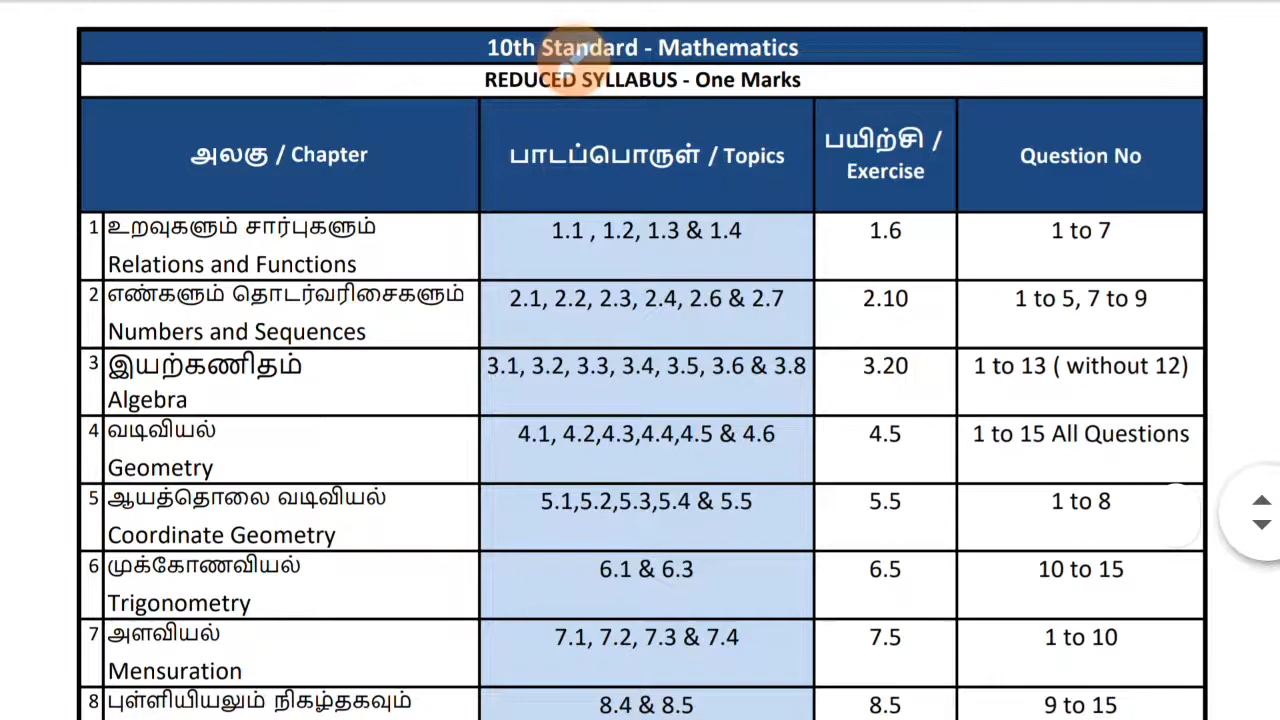 10th Standard - Mathematics
REDUCED SYLLABUS - One Marks
அலகு / Chapter
பாடப்பொருள் / Topics
பயிற்சி /
Exercise
Question No
1 உறவுகளும் சார்புகளும்
Relations and Functions
1.1 , 1.2, 1.3 & 1.4
1.6
1 to 7
2 எண்களும் தொடர்வரிசைகளும்
Numbers and Sequences
2.1, 2.2, 2.3, 2.4, 2.6 & 2.7
2.10
1 to 5, 7 to 9
3 இயற்கணிதம்
Algebra
3.1, 3.2, 3.3, 3.4, 3.5, 3.6 & 3.8
3.20
1 to 13 ( without 12)
4 வடிவியல்
Geometry
4.1, 4.2,4.3,4.4,4.5 & 4.6
4.5
1 to 15 All Questions
5 ஆயத்தொலை வடிவியல்
Coordinate Geometry
5.1,5.2,5.3,5.4 & 5.5
5.5
1 to 8
6 முக்கோணவியல்
Trigonometry
6.1 & 6.3
6.5
10 to 15
7 அளவியல்
Mensuration
7.1, 7.2, 7.3 & 7.4
7.5
1 to 10
8 புள்ளியியலும் நிகழ்தகவும்
8.4 & 8.5
8.5
9 to 15